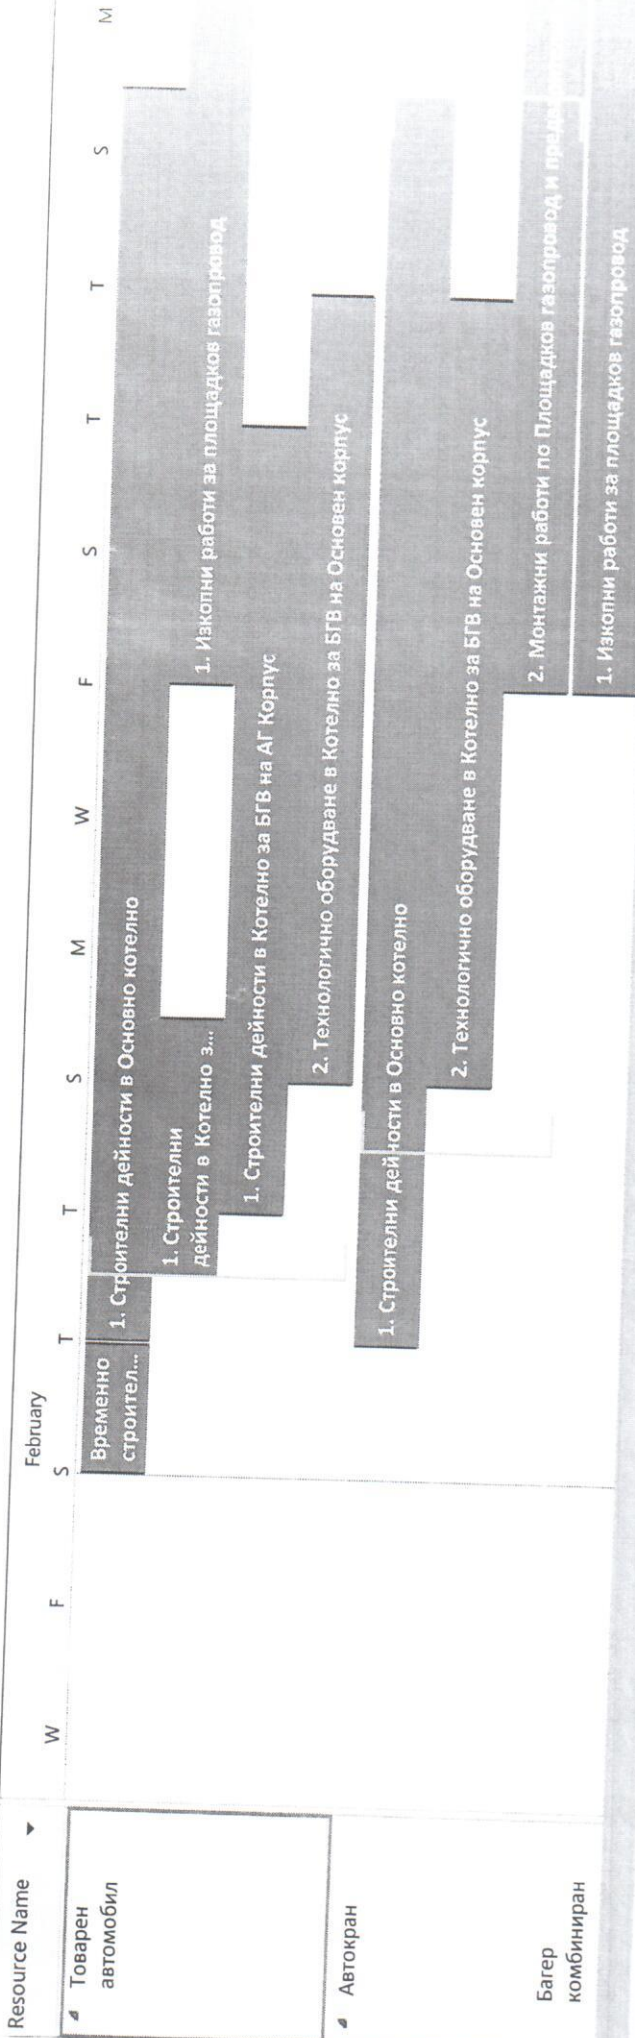 Resource Name
February
W F S T T S M W F S T T S M
Товарен
автомобил
Временно
строител...
1. Строителни дейности в Основно котелно
1. Строителни
дейности в Котелно з...
1. Изкопни работи за площадков газопровод
1. Строителни дейности в Котелно за БГВ на АГ Корпус
2. Технологично оборудване в Котелно за БГВ на Основен корпус
Автокран
1. Строителни дейности в Основно котелно
2. Технологично оборудване в Котелно за БГВ на Основен корпус
2. Монтажни работи по Площадков газопровод и
Багер
комбиниран
1. Изкопни работи за площадков газопровод